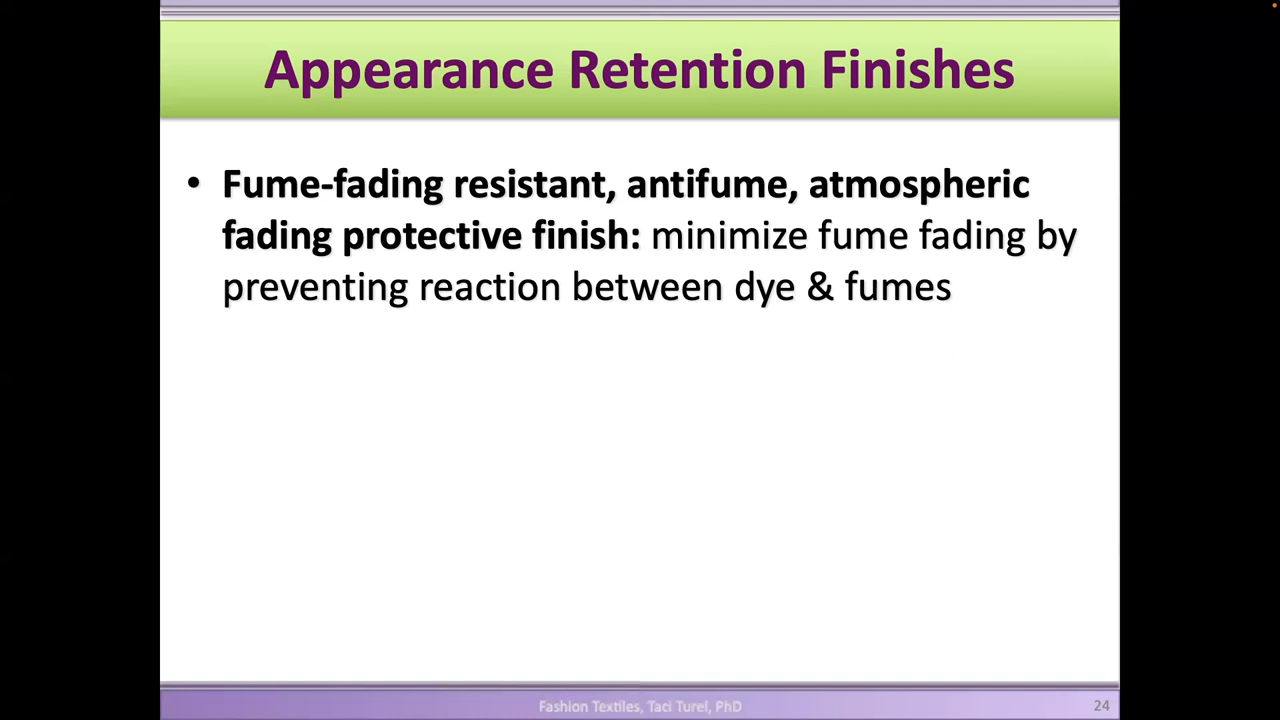 Appearance Retention Finishes
• Fume-fading resistant, antifume, atmospheric
fading protective finish: minimize fume fading by
preventing reaction between dye & fumes
Fashion Textiles, Taci Turel, PhD
24